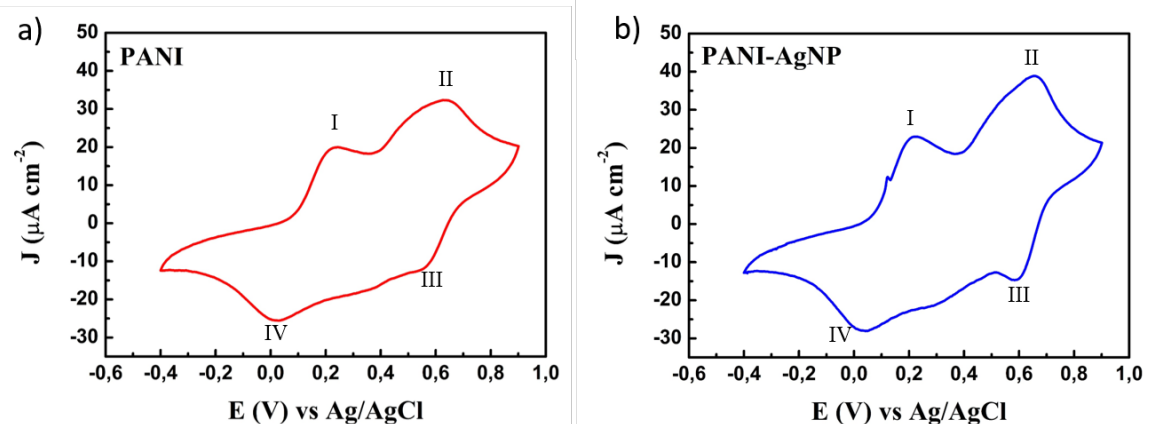 a)
PANI
J (μA cm⁻²)
50
40
30
20
10
0
-10
-20
-30
I
II
III
IV
-0,6 -0,4 -0,2 0,0 0,2 0,4 0,6 0,8 1,0
E (V) vs Ag/AgCl
b)
PANI-AgNP
J (μA cm⁻²)
50
40
30
20
10
0
-10
-20
-30
I
II
III
IV
-0,6 -0,4 -0,2 0,0 0,2 0,4 0,6 0,8 1,0
E (V) vs Ag/AgCl